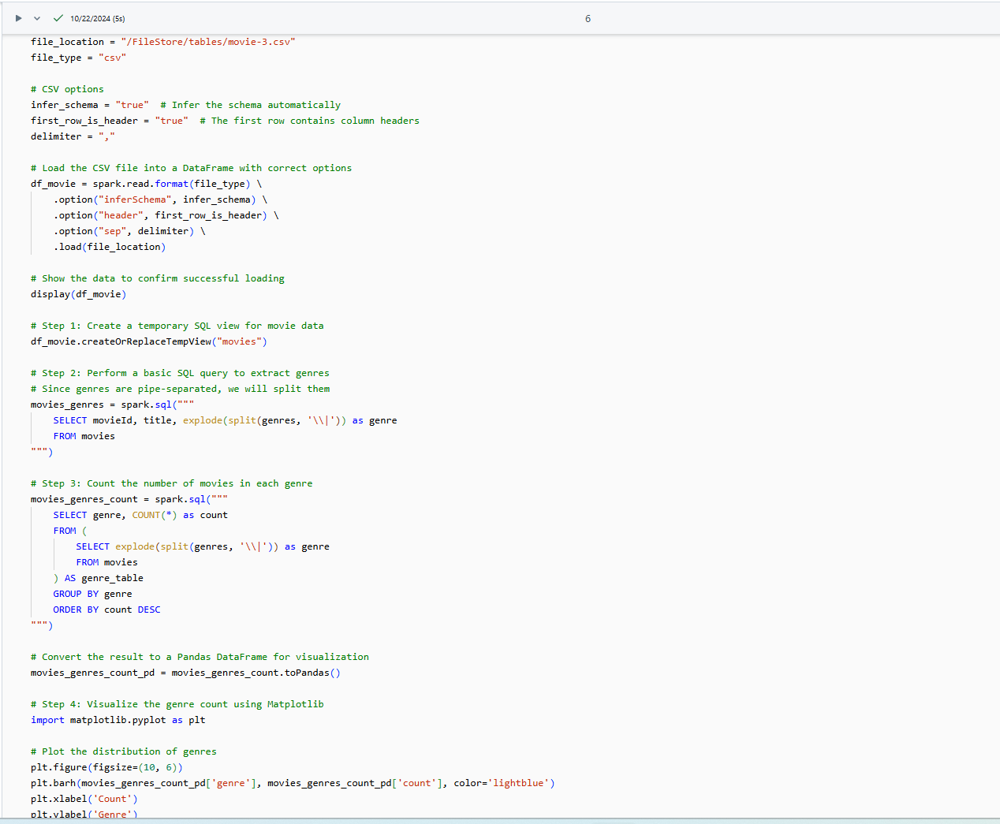 10/22/2024 (5s)
6
file_location = "/FileStore/tables/movie-3.csv"
file_type = "csv"
# CSV options
infer_schema = "true"  # Infer the schema automatically
first_row_is_header = "true"  # The first row contains column headers
delimiter = ","
# Load the CSV file into a DataFrame with correct options
df_movie = spark.read.format(file_type) \
    .option("inferSchema", infer_schema) \
    .option("header", first_row_is_header) \
    .option("sep", delimiter) \
    .load(file_location)
# Show the data to confirm successful loading
display(df_movie)
# Step 1: Create a temporary SQL view for movie data
df_movie.createOrReplaceTempView("movies")
# Step 2: Perform a basic SQL query to extract genres
# Since genres are pipe-separated, we will split them
movies_genres = spark.sql("""
    SELECT movieId, title, explode(split(genres, '\\|')) as genre
    FROM movies
""")
# Step 3: Count the number of movies in each genre
movies_genres_count = spark.sql("""
    SELECT genre, COUNT(*) as count
    FROM (
        SELECT explode(split(genres, '\\|')) as genre
        FROM movies
    ) AS genre_table
    GROUP BY genre
    ORDER BY count DESC
""")
# Convert the result to a Pandas DataFrame for visualization
movies_genres_count_pd = movies_genres_count.toPandas()
# Step 4: Visualize the genre count using Matplotlib
import matplotlib.pyplot as plt
# Plot the distribution of genres
plt.figure(figsize=(10, 6))
plt.barh(movies_genres_count_pd['genre'], movies_genres_count_pd['count'], color='lightblue')
plt.xlabel('Count')
plt.ylabel('Genre')